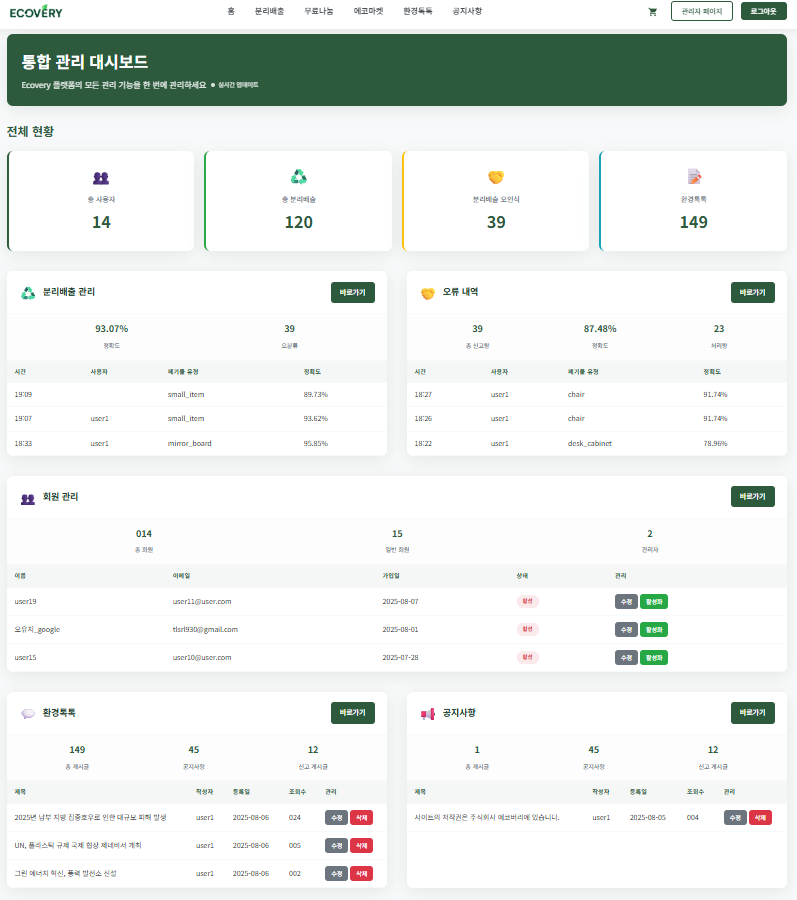 ECOVERY 홈 분리배출 무료나눔 에코마켓 환경톡톡 공지사항 관리자 페이지 로그아웃
통합 관리 대시보드
Ecovery 플랫폼의 모든 관리 기능을 한 번에 관리하세요 실시간 업데이트
전체 현황
총 사용자 총 분리배출 분리배출 오인식 환경톡톡
14 120 39 149
분리배출 관리 바로가기
93.07% 39
정확도 오분류
시간 사용자 폐기물 유형 정확도
19:09 small_item 89.73%
19:07 user1 small_item 93.62%
18:33 user1 mirror_board 95.85%
오류 내역 바로가기
39 87.48% 23
총 신고량 정확도 처리량
시간 사용자 폐기물 유형 정확도
18:27 user1 chair 91.74%
18:26 user1 chair 91.74%
18:22 user1 desk_cabinet 78.96%
회원 관리 바로가기
014 15 2
총 회원 일반 회원 관리자
이름 이메일 가입일 상태 관리
user19 user11@user.com 2025-08-07 활성 수정 활성화
오유지_google tlsrl930@gmail.com 2025-08-01 활성 수정 활성화
user15 user10@user.com 2025-07-28 활성 수정 활성화
환경톡톡 바로가기
149 45 12
총 게시글 공지사항 신고 게시글
제목 작성자 등록일 조회수 관리
2025년 남부 지방 집중호우로 인한 대규모 피해 발생 user1 2025-08-06 024 수정 삭제
UN, 플라스틱 규제 국제 협상 제네바서 개최 user1 2025-08-06 005 수정 삭제
그린 에너지 혁신, 풍력 발전소 신설 user1 2025-08-06 002 수정 삭제
공지사항 바로가기
1 45 12
총 게시글 공지사항 신고 게시글
제목 작성자 등록일 조회수 관리
사이트의 저작권은 주식회사 에코버리에 있습니다. user1 2025-08-05 004 수정 삭제